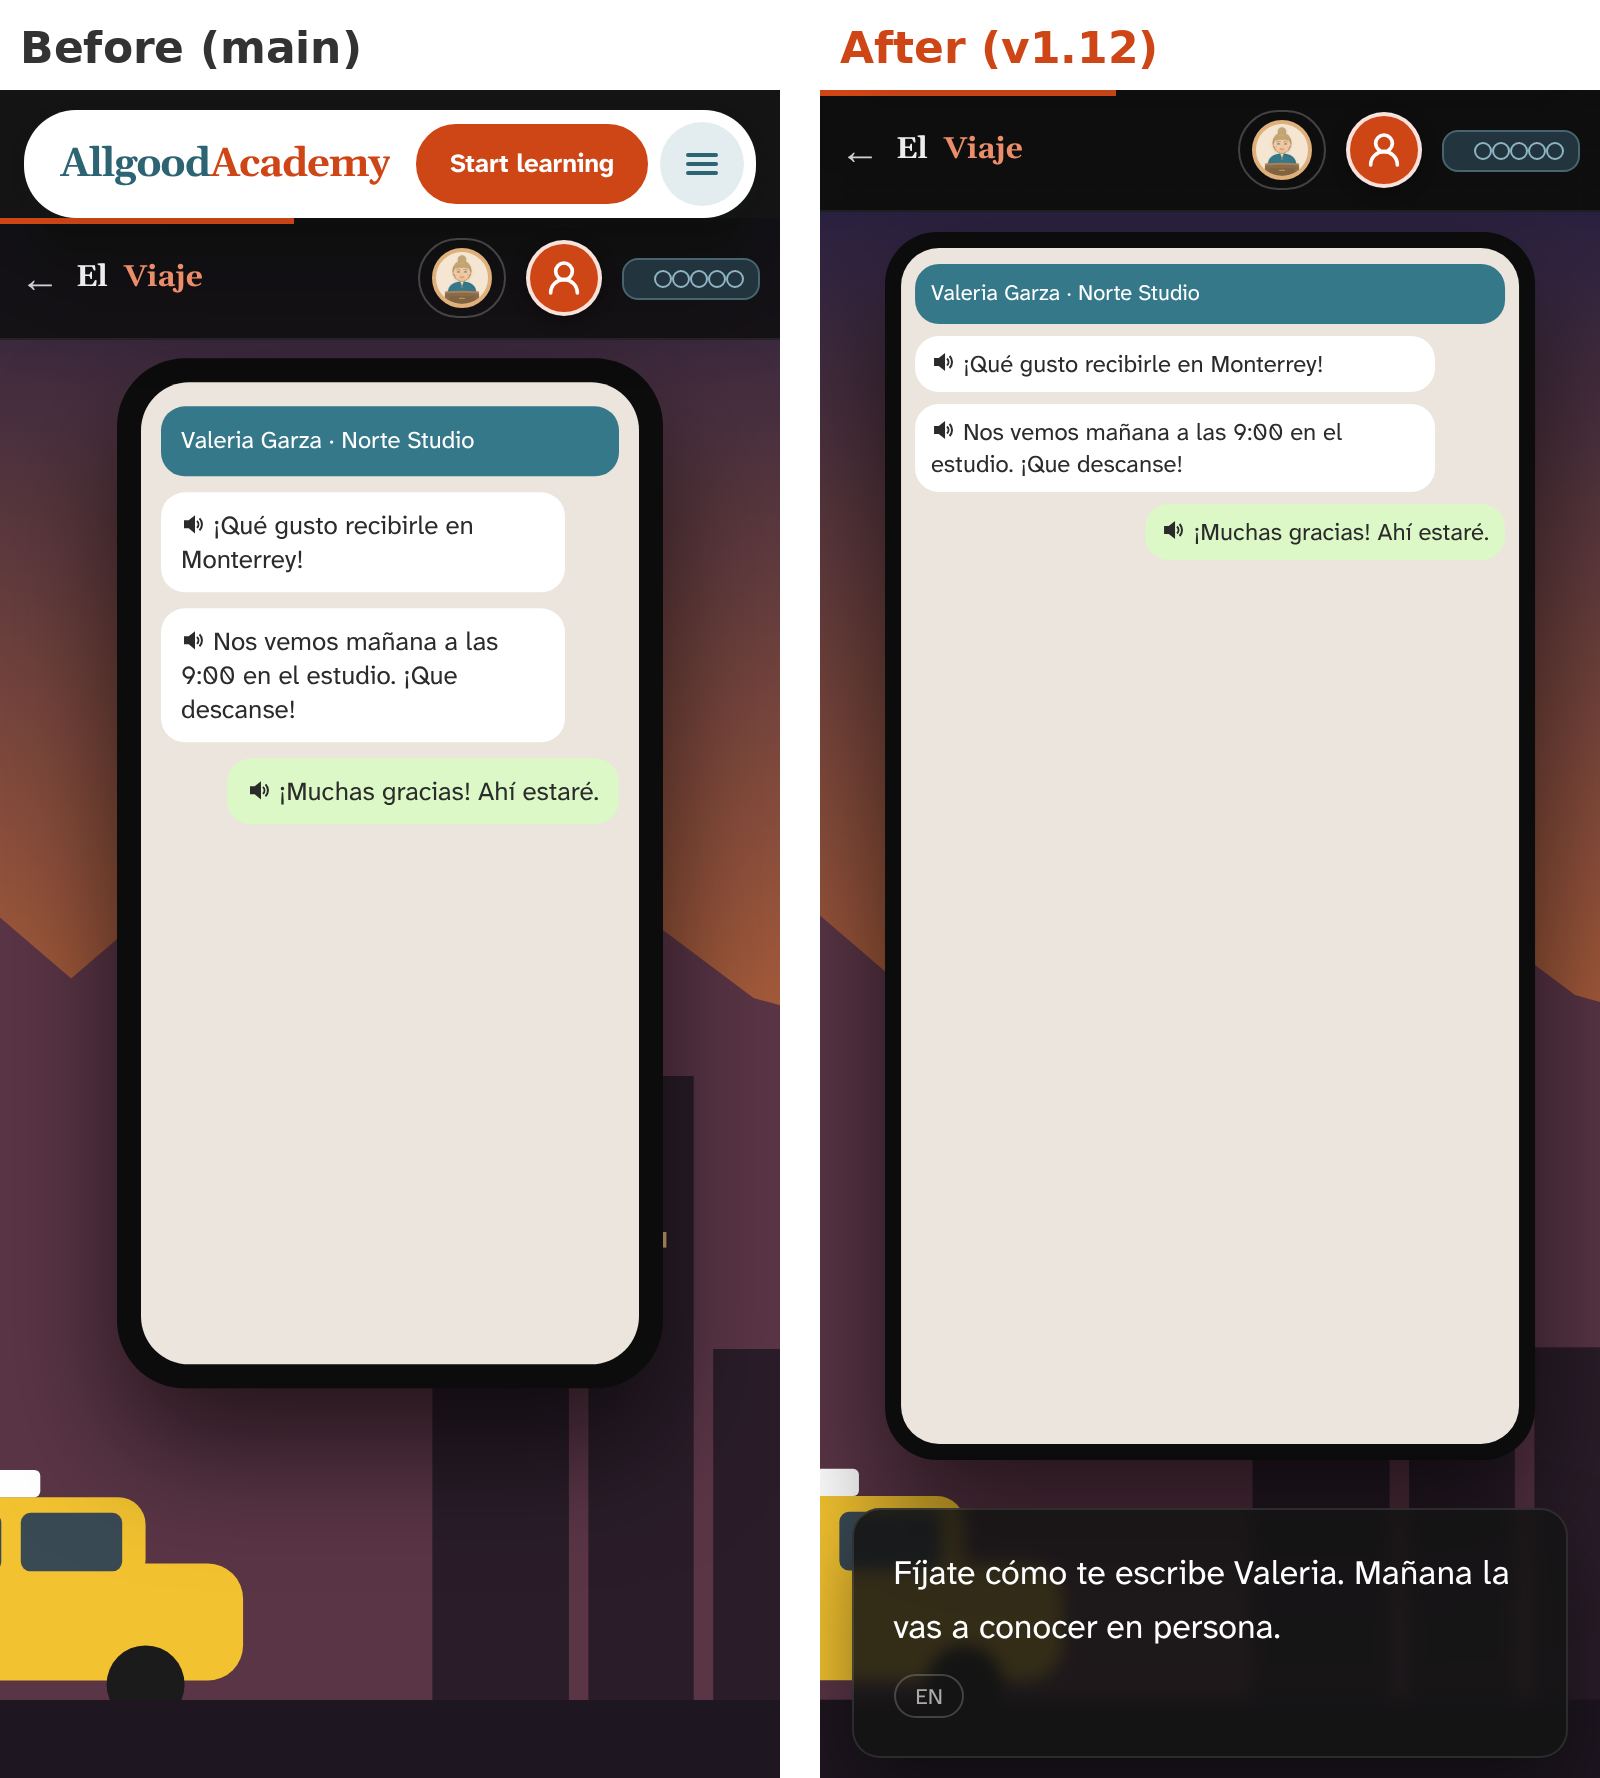 Before (main)
AllgoodAcademy
Start learning
← El Viaje
Valeria Garza · Norte Studio
¡Qué gusto recibirle en
Monterrey!
Nos vemos mañana a las
9:00 en el estudio. ¡Que
descanse!
¡Muchas gracias! Ahí estaré.
After (v1.12)
← El Viaje
Valeria Garza · Norte Studio
¡Qué gusto recibirle en Monterrey!
Nos vemos mañana a las 9:00 en el
estudio. ¡Que descanse!
¡Muchas gracias! Ahí estaré.
Fíjate cómo te escribe Valeria. Mañana la
vas a conocer en persona.
EN